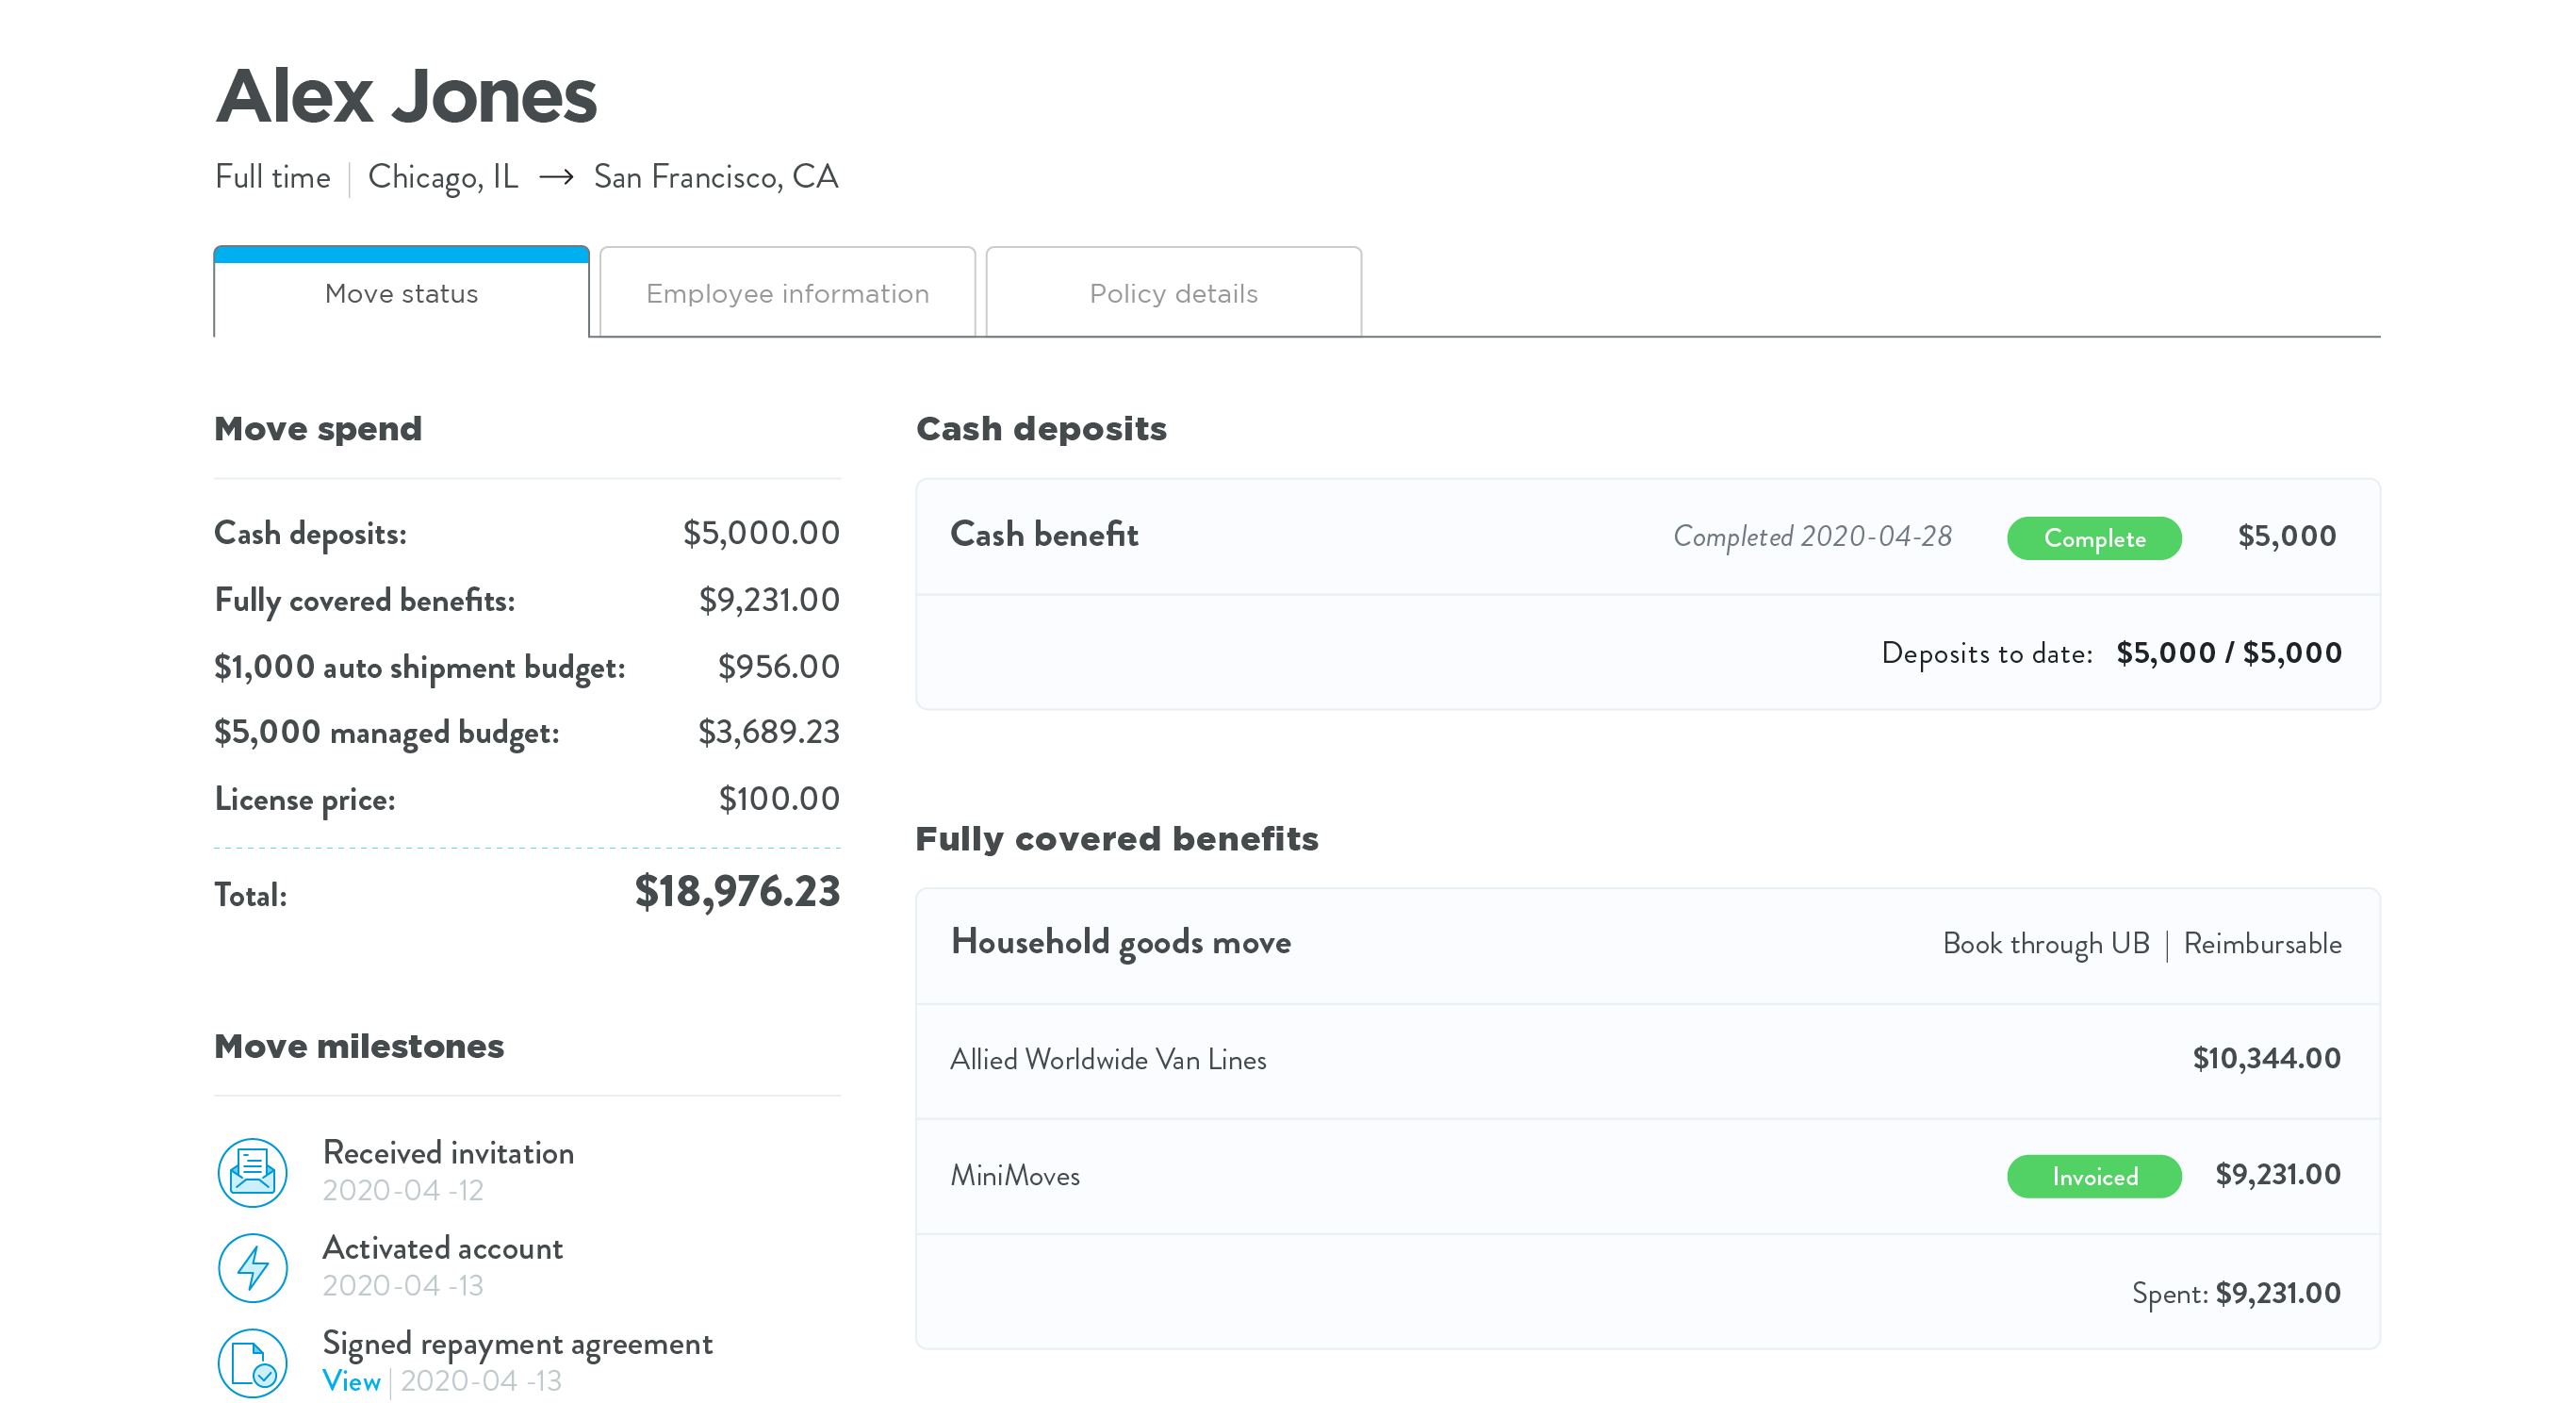 Alex Jones
Full time | Chicago, IL → San Francisco, CA
Move status
Employee information
Policy details
Move spend
Cash deposits: $5,000.00
Fully covered benefits: $9,231.00
$1,000 auto shipment budget: $956.00
$5,000 managed budget: $3,689.23
License price: $100.00
Total: $18,976.23
Move milestones
Received invitation
2020-04 -12
Activated account
2020-04 -13
Signed repayment agreement
View | 2020-04 -13
Cash deposits
Cash benefit Completed 2020-04-28 Complete $5,000
Deposits to date: $5,000 / $5,000
Fully covered benefits
Household goods move Book through UB | Reimbursable
Allied Worldwide Van Lines $10,344.00
MiniMoves Invoiced $9,231.00
Spent: $9,231.00